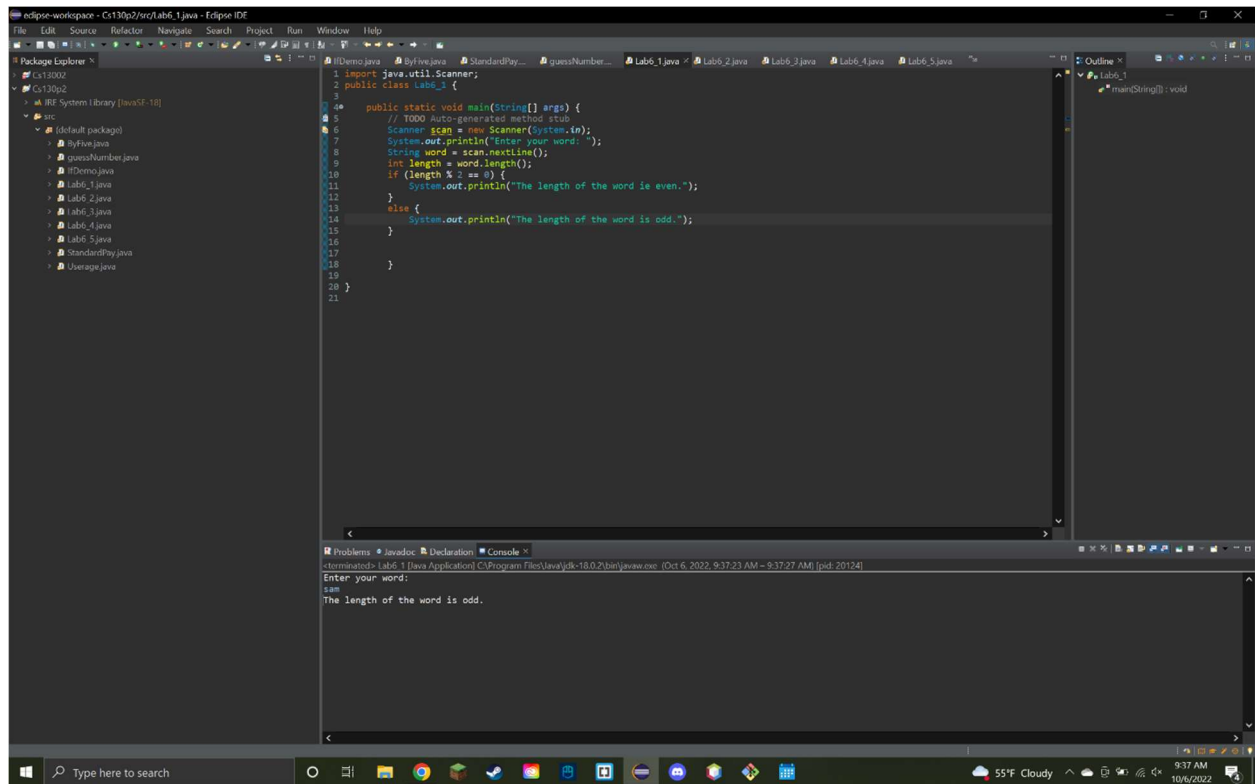 eclipse-workspace - Cs130p2/src/Lab6_1.java - Eclipse IDE
File Edit Source Refactor Navigate Search Project Run Window Help
Package Explorer
Cs13002
Cs130p2
JRE System Library [JavaSE-18]
src
(default package)
ByFive.java
guessNumber.java
IfDemo.java
Lab6_1.java
Lab6_2.java
Lab6_3.java
Lab6_4.java
Lab6_5.java
StandardPay.java
Userage.java
IfDemo.java ByFive.java StandardPay.... guessNumber.... Lab6_1.java Lab6_2.java Lab6_3.java Lab6_4.java Lab6_5.java
1 import java.util.Scanner;
2 public class Lab6_1 {
3
4 public static void main(String[] args) {
5 // TODO Auto-generated method stub
6 Scanner scan = new Scanner(System.in);
7 System.out.println("Enter your word: ");
8 String word = scan.nextLine();
9 int length = word.length();
10 if (length % 2 == 0) {
11 System.out.println("The length of the word ie even.");
12 }
13 else {
14 System.out.println("The length of the word is odd.");
15 }
16
17
18 }
19
20 }
21
Outline
Lab6_1
main(String[]) : void
Problems Javadoc Declaration Console
<terminated> Lab6_1 [Java Application] C:\Program Files\Java\jdk-18.0.2\bin\javaw.exe (Oct 6, 2022, 9:37:23 AM – 9:37:27 AM) [pid: 20124]
Enter your word:
sam
The length of the word is odd.
Type here to search
55°F Cloudy
9:37 AM
10/6/2022